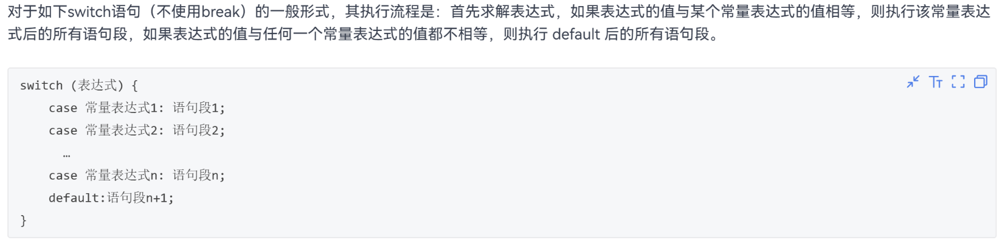 对于如下switch语句（不使用break）的一般形式，其执行流程是：首先求解表达式，如果表达式的值与某个常量表达式的值相等，则执行该常量表达
式后的所有语句段，如果表达式的值与任何一个常量表达式的值都不相等，则执行 default 后的所有语句段。
switch (表达式) {
    case 常量表达式1: 语句段1;
    case 常量表达式2: 语句段2;
      …
    case 常量表达式n: 语句段n;
    default:语句段n+1;
}